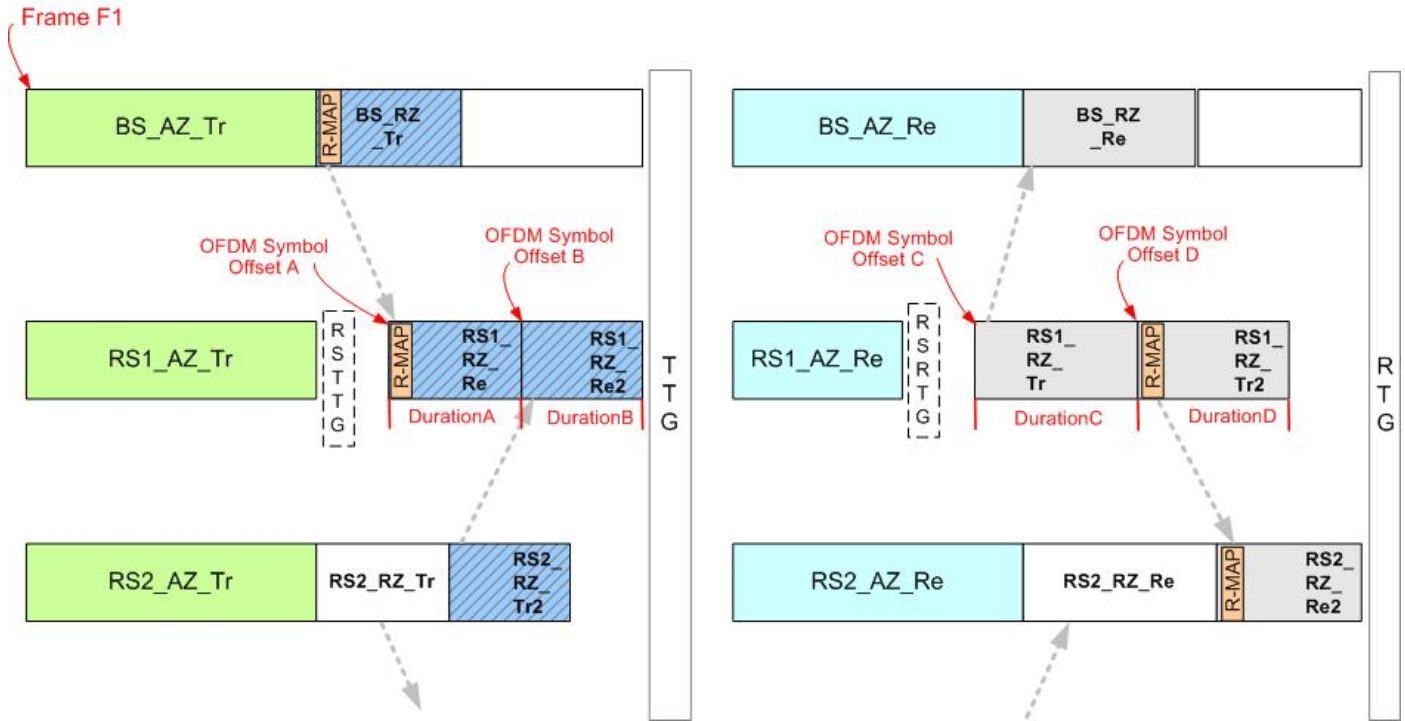 Frame F1
BS_AZ_Tr
R-MAP
BS_RZ
_Tr
BS_AZ_Re
BS_RZ
_Re
OFDM Symbol
Offset A
OFDM Symbol
Offset B
OFDM Symbol
Offset C
OFDM Symbol
Offset D
RS1_AZ_Tr
R
S
T
T
G
R-MAP
RS1_
RZ_
Re
RS1_
RZ_
Re2
DurationA
DurationB
T
T
G
RS1_AZ_Re
R
S
R
T
G
RS1_
RZ_
Tr
R-MAP
RS1_
RZ_
Tr2
DurationC
DurationD
R
T
G
RS2_AZ_Tr
RS2_RZ_Tr
RS2_
RZ_
Tr2
RS2_AZ_Re
RS2_RZ_Re
R-MAP
RS2_
RZ_
Re2